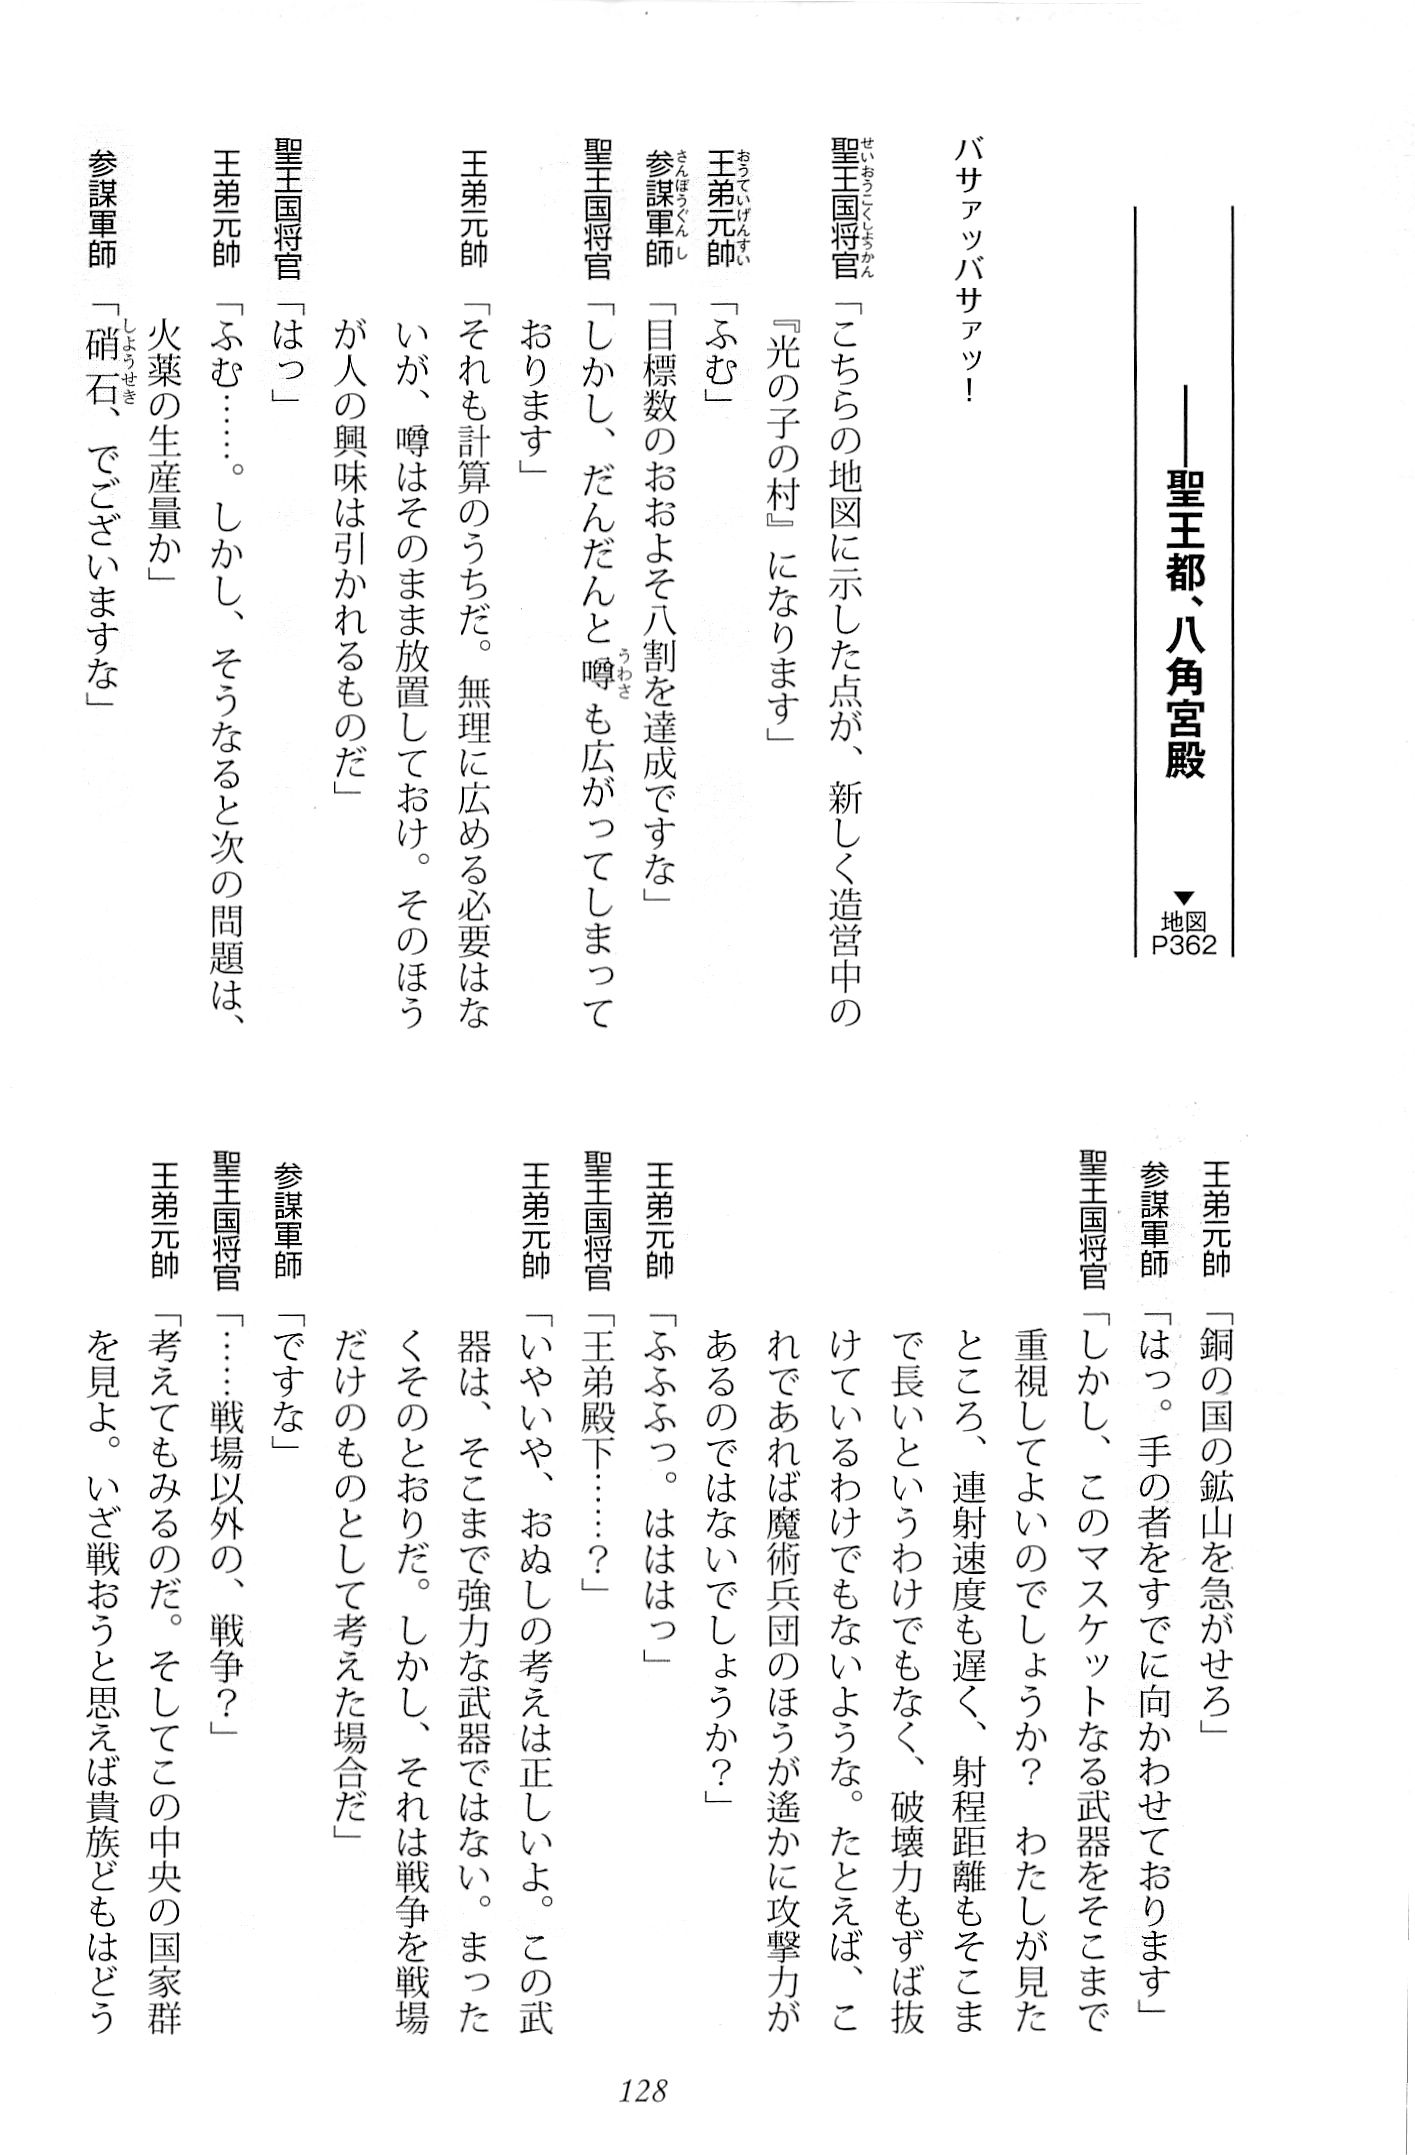 ――聖王都、八角宮殿
▼地図
P362
バサァッバサァッ！
聖王国将官「こちらの地図に示した点が、新しく造営中の
『光の子の村』になります」
王弟元帥「ふむ」
参謀軍師「目標数のおおよそ八割を達成ですな」
聖王国将官「しかし、だんだんと噂も広がってしまって
おります」
王弟元帥「それも計算のうちだ。無理に広める必要はな
いが、噂はそのまま放置しておけ。そのほう
が人の興味は引かれるものだ」
聖王国将官「はっ」
王弟元帥「ふむ……。しかし、そうなると次の問題は、
火薬の生産量か」
参謀軍師「硝石、でございますな」
王弟元帥「銅の国の鉱山を急がせろ」
参謀軍師「はっ。手の者をすでに向かわせております」
聖王国将官「しかし、このマスケットなる武器をそこまで
重視してよいのでしょうか？　わたしが見た
ところ、連射速度も遅く、射程距離もそこま
で長いというわけでもなく、破壊力もずば抜
けているわけでもないような。たとえば、こ
れであれば魔術兵団のほうが遙かに攻撃力が
あるのではないでしょうか？」
王弟元帥「ふふふっ。はははっ」
聖王国将官「王弟殿下……？」
王弟元帥「いやいや、おぬしの考えは正しいよ。この武
器は、そこまで強力な武器ではない。まった
くそのとおりだ。しかし、それは戦争を戦場
だけのものとして考えた場合だ」
参謀軍師「ですな」
聖王国将官「……戦場以外の、戦争？」
王弟元帥「考えてもみるのだ。そしてこの中央の国家群
を見よ。いざ戦おうと思えば貴族どもはどう
128